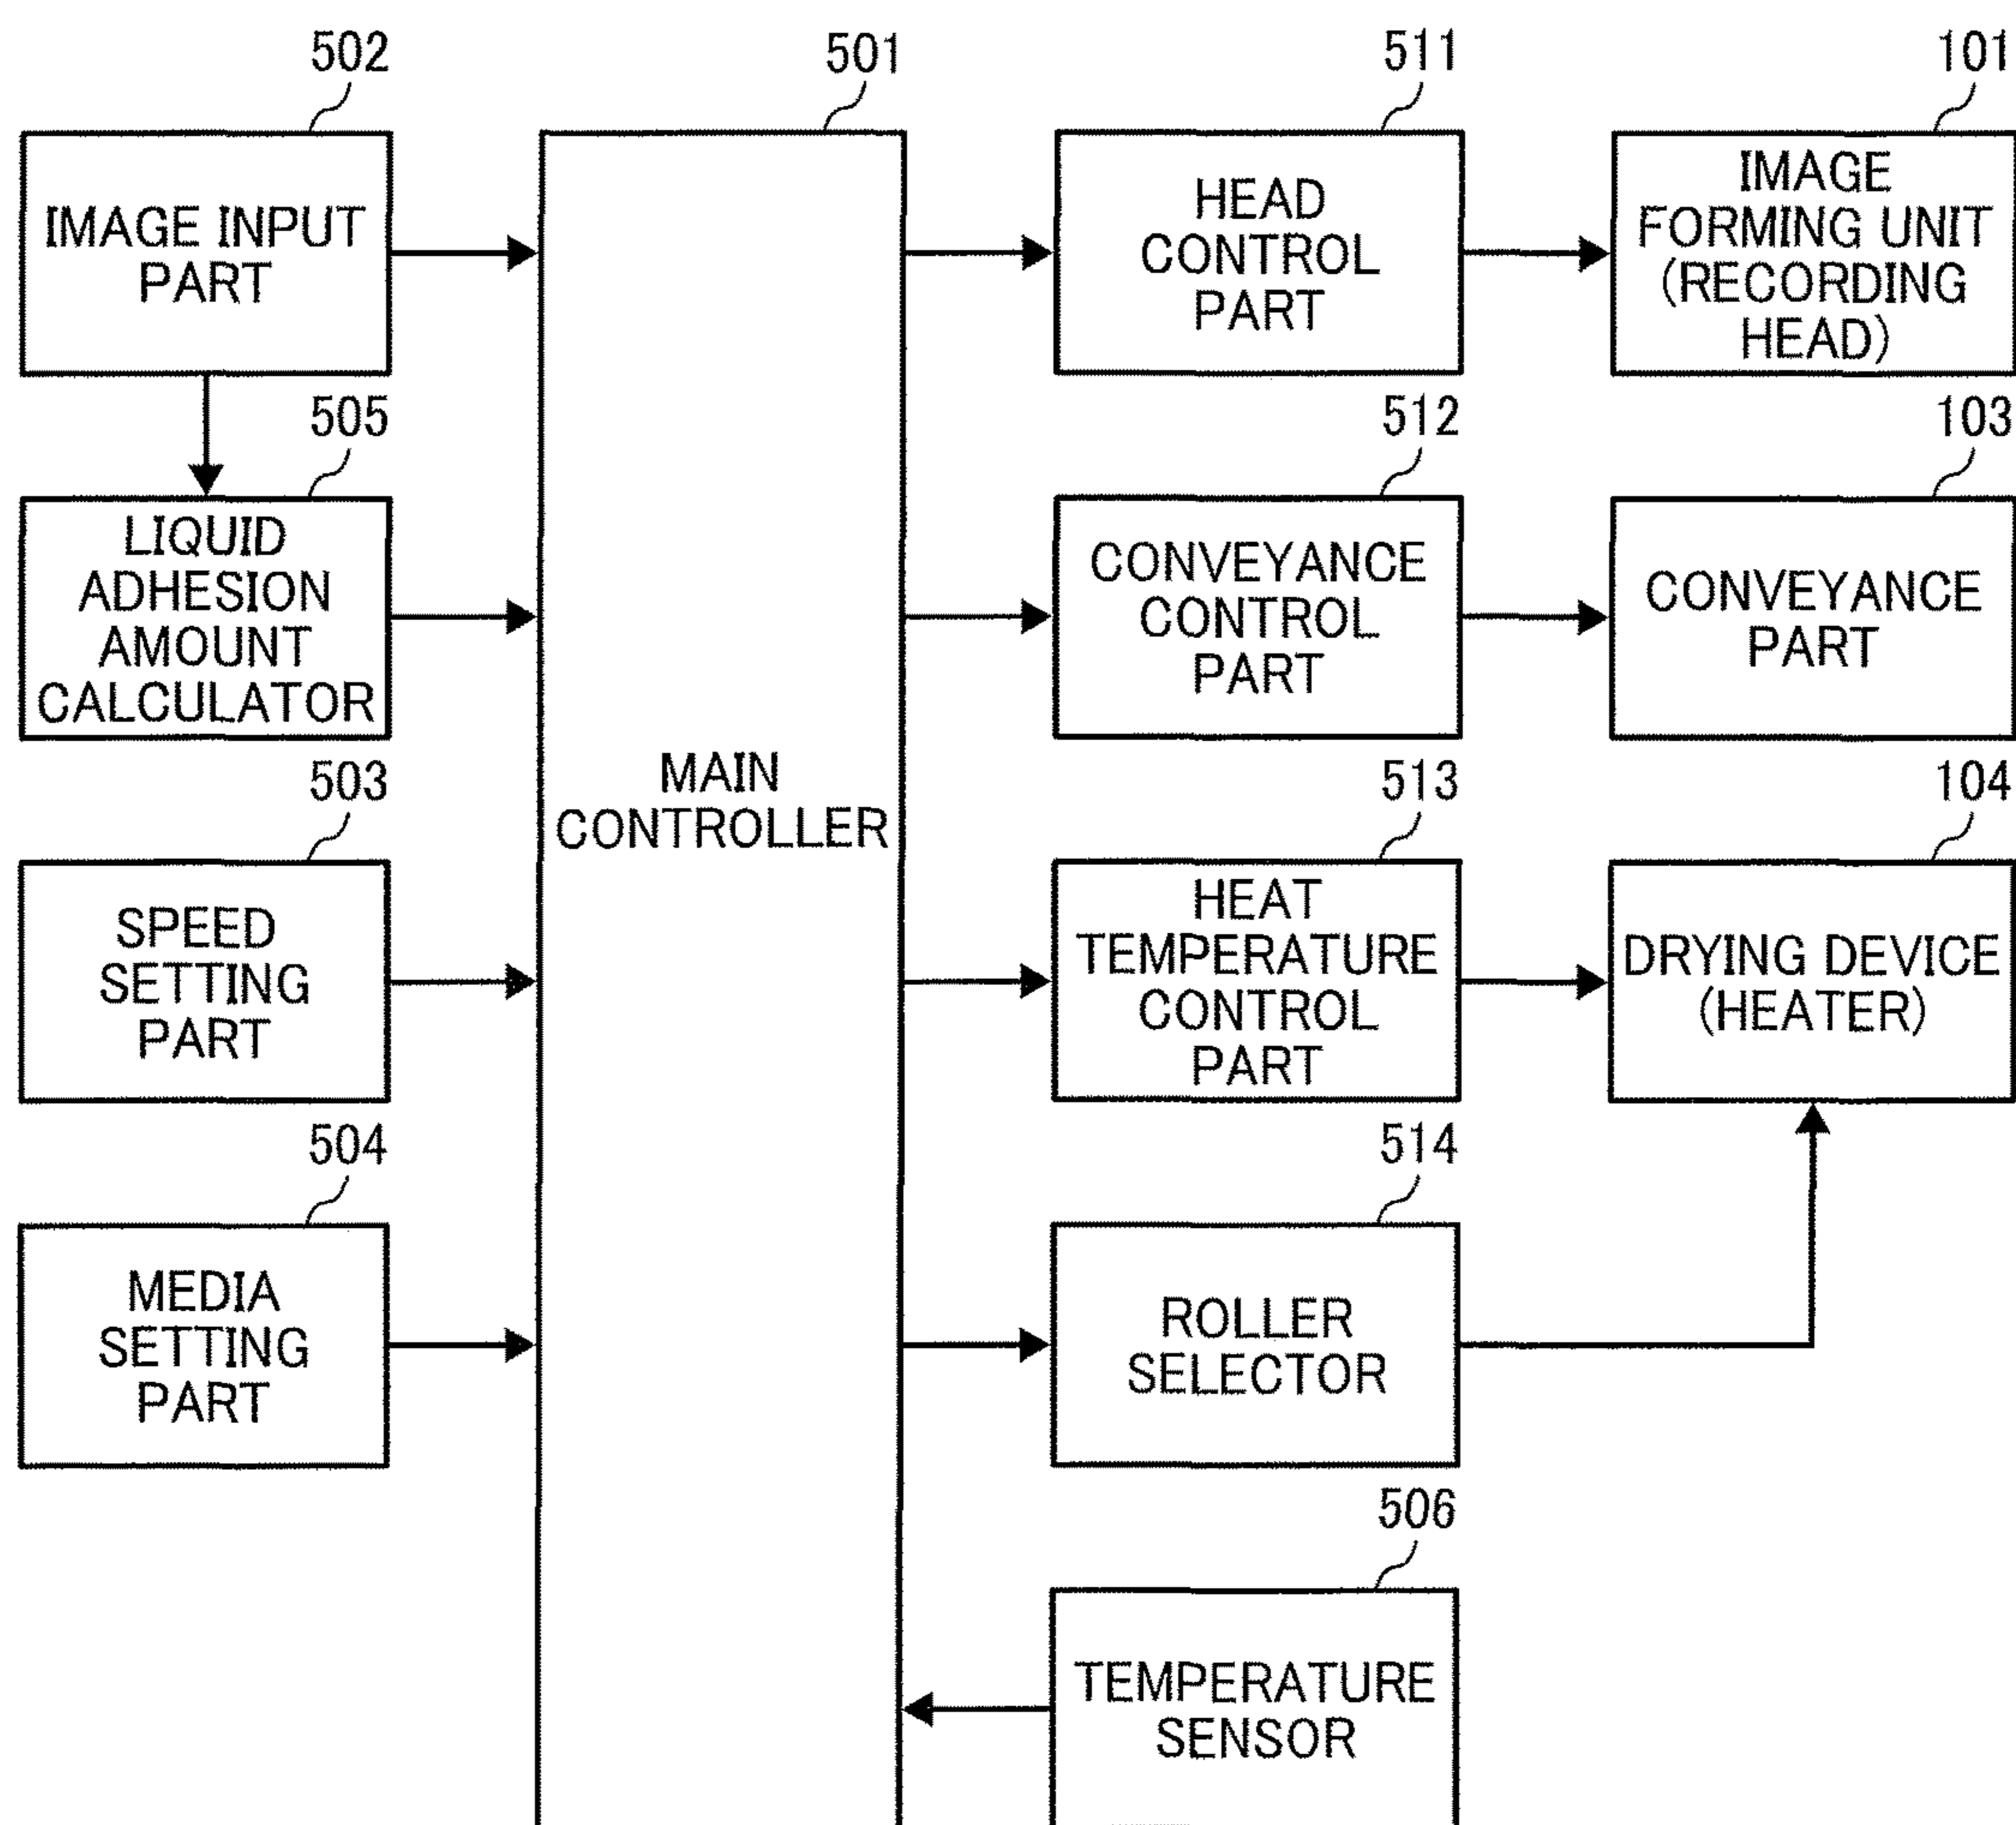 502
501
511
101
IMAGE INPUT
PART
HEAD
CONTROL
PART
IMAGE
FORMING UNIT
(RECORDING
HEAD)
505
512
103
LIQUID
ADHESION
AMOUNT
CALCULATOR
CONVEYANCE
CONTROL
PART
CONVEYANCE
PART
MAIN
CONTROLLER
503
513
104
SPEED
SETTING
PART
HEAT
TEMPERATURE
CONTROL
PART
DRYING DEVICE
(HEATER)
504
514
MEDIA
SETTING
PART
ROLLER
SELECTOR
506
TEMPERATURE
SENSOR